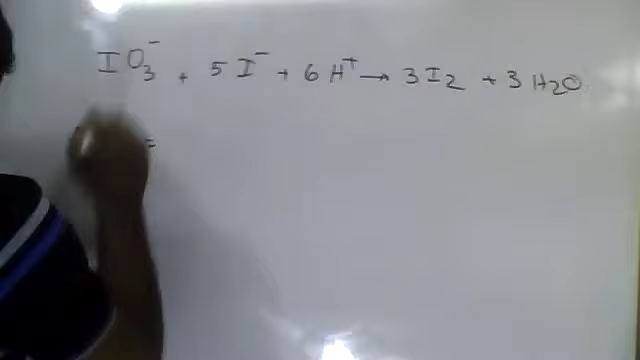 IO₃⁻ + 5I⁻ + 6H⁺ → 3I₂ + 3H₂O
=